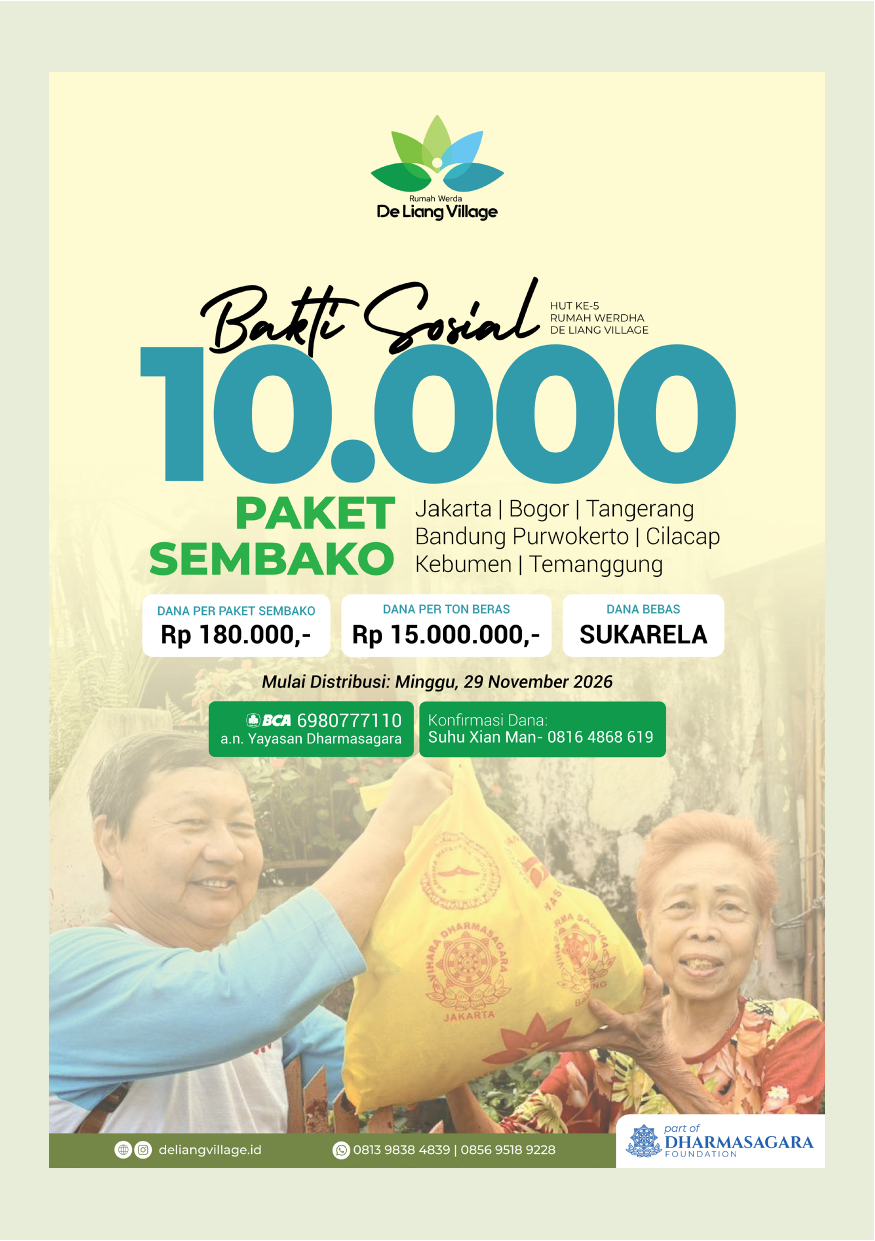 Rumah Werda
De Liang Village
Bakti Sosial
HUT KE-5
RUMAH WERDHA
DE LIANG VILLAGE
10.000
PAKET
SEMBAKO
Jakarta | Bogor | Tangerang
Bandung Purwokerto | Cilacap
Kebumen | Temanggung
DANA PER PAKET SEMBAKO
Rp 180.000,-
DANA PER TON BERAS
Rp 15.000.000,-
DANA BEBAS
SUKARELA
Mulai Distribusi: Minggu, 29 November 2026
BCA 6980777110
a.n. Yayasan Dharmasagara
Konfirmasi Dana:
Suhu Xian Man- 0816 4868 619
VIHARA DHARMASAGARA
JAKARTA
deliangvillage.id
0813 9838 4839 | 0856 9518 9228
part of
DHARMASAGARA
FOUNDATION